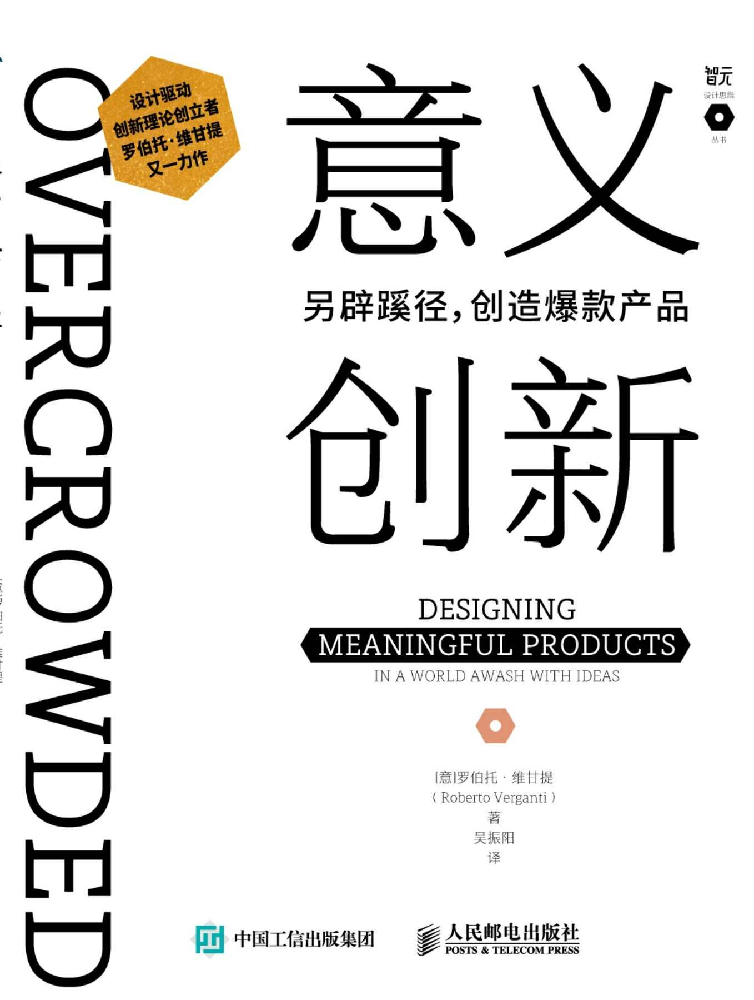 OVERCROWDED
设计驱动
创新理论创立者
罗伯托·维甘提
又一力作
意义
智元
设计思维
丛书
另辟蹊径，创造爆款产品
创新
DESIGNING
MEANINGFUL PRODUCTS
IN A WORLD AWASH WITH IDEAS
[意]罗伯托·维甘提
（Roberto Verganti）
著
吴振阳
译
中国工信出版集团
人民邮电出版社
POSTS & TELECOM PRESS